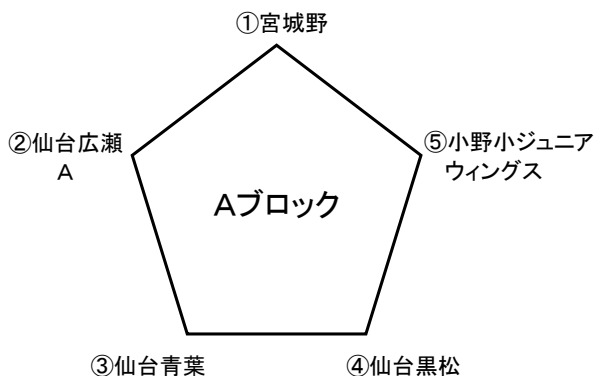 ①宮城野
②仙台広瀬
A
⑤小野小ジュニア
ウィングス
Aブロック
③仙台青葉
④仙台黒松